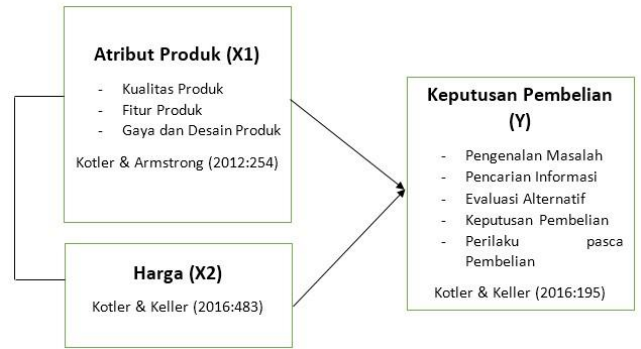 Atribut Produk (X1)
- Kualitas Produk
- Fitur Produk
- Gaya dan Desain Produk
Kotler & Armstrong (2012:254)
Harga (X2)
Kotler & Keller (2016:483)
Keputusan Pembelian
(Y)
- Pengenalan Masalah
- Pencarian Informasi
- Evaluasi Alternatif
- Keputusan Pembelian
- Perilaku pasca
Pembelian
Kotler & Keller (2016:195)